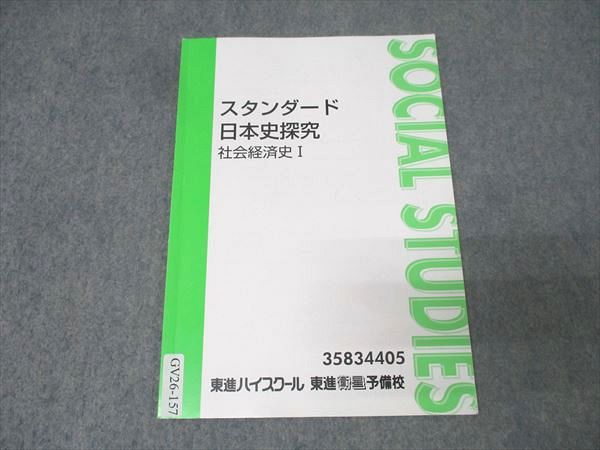 スタンダード
日本史探究
社会経済史 I
SOCIAL STUDIES
35834405
東進ハイスクール 東進衛星予備校
GV26-157